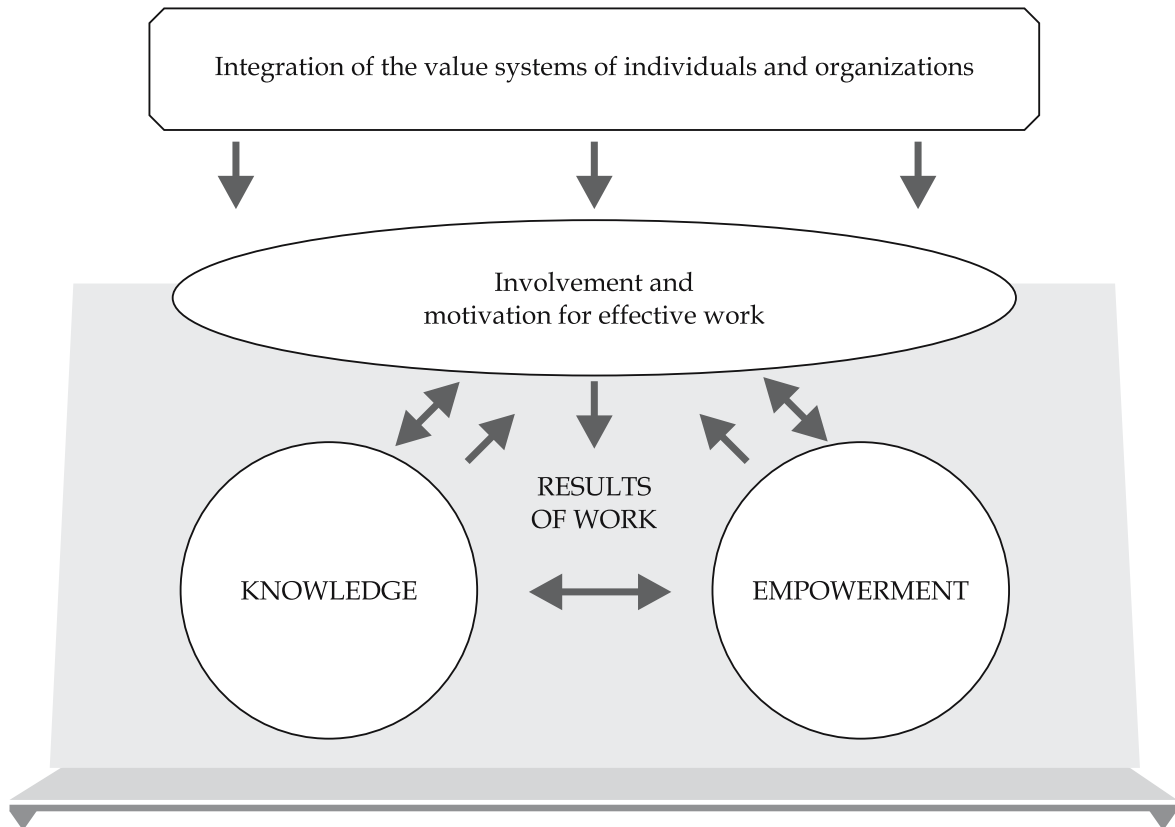 Integration of the value systems of individuals and organizations
Involvement and
motivation for effective work
RESULTS
OF WORK
KNOWLEDGE
EMPOWERMENT